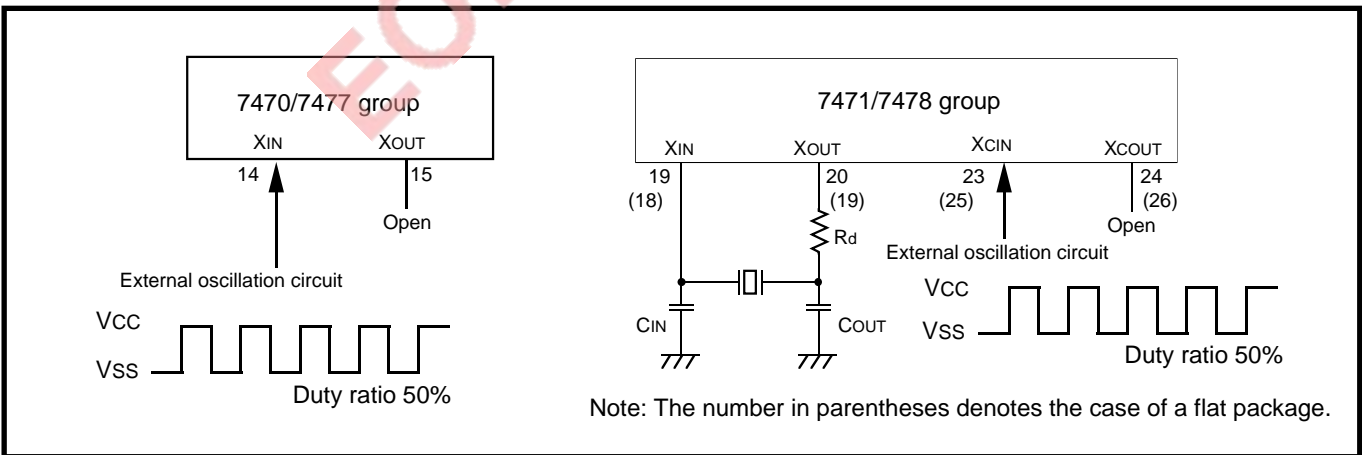 7470/7477 group
XIN XOUT
14 15
Open
External oscillation circuit
VCC
VSS
Duty ratio 50%
7471/7478 group
XIN XOUT XCIN XCOUT
19 20 23 24
(18) (19) (25) (26)
Rd
Open
External oscillation circuit
CIN COUT
VCC
VSS
Duty ratio 50%
Note: The number in parentheses denotes the case of a flat package.